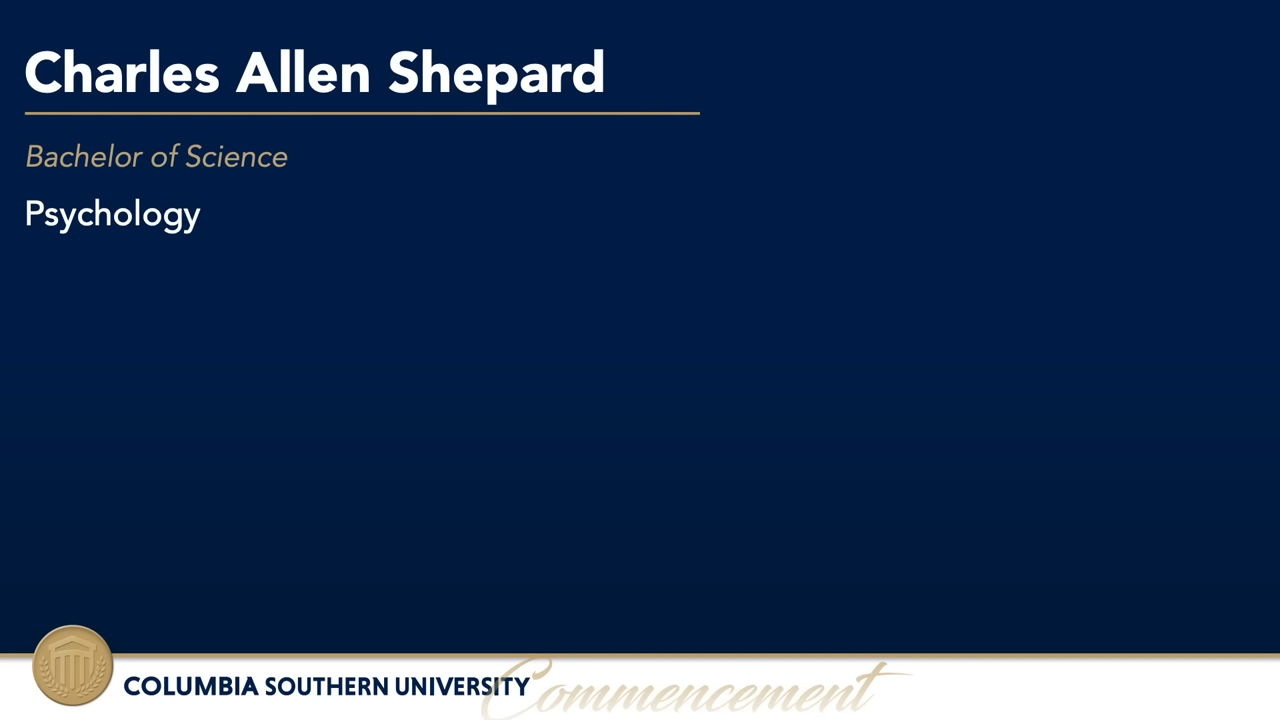 Charles Allen Shepard
Bachelor of Science
Psychology
COLUMBIA SOUTHERN UNIVERSITY
Commencement